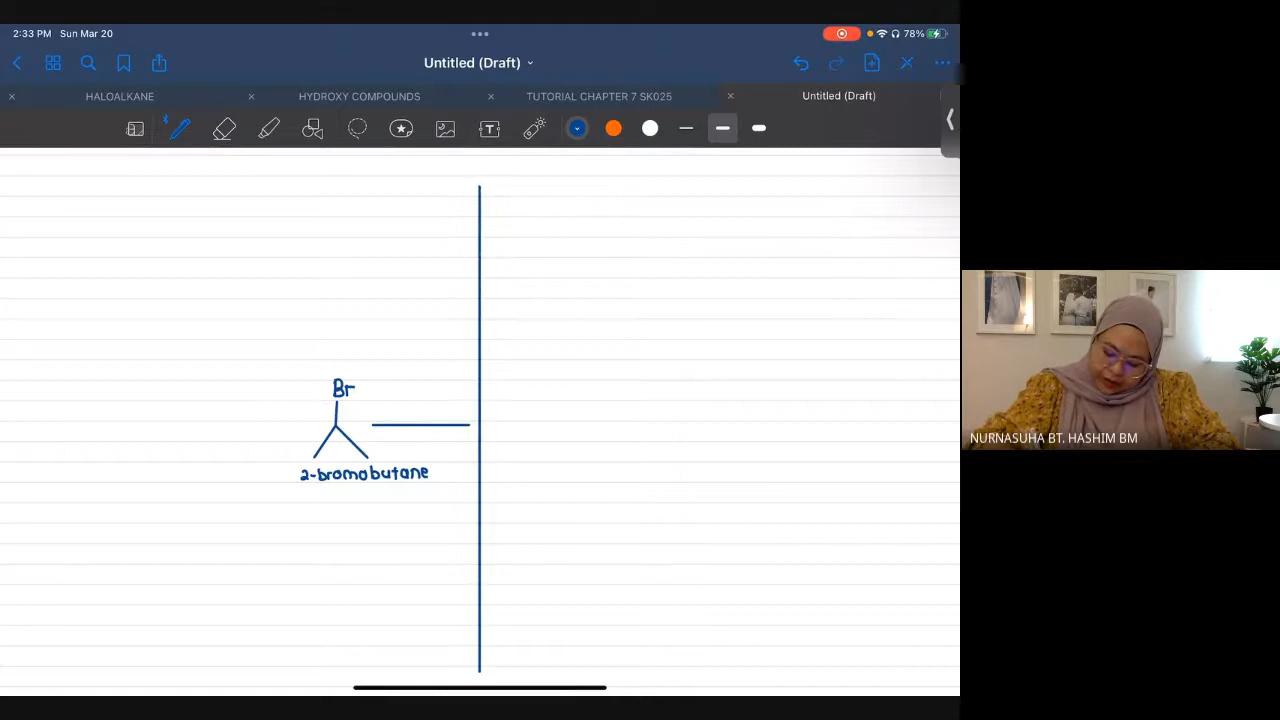 2:33 PM Sun Mar 20
78%
Untitled (Draft)
HALOALKANE
HYDROXY COMPOUNDS
TUTORIAL CHAPTER 7 SK025
Untitled (Draft)
T
Br
2-bromobutane
NURNASUHA BT. HASHIM BM